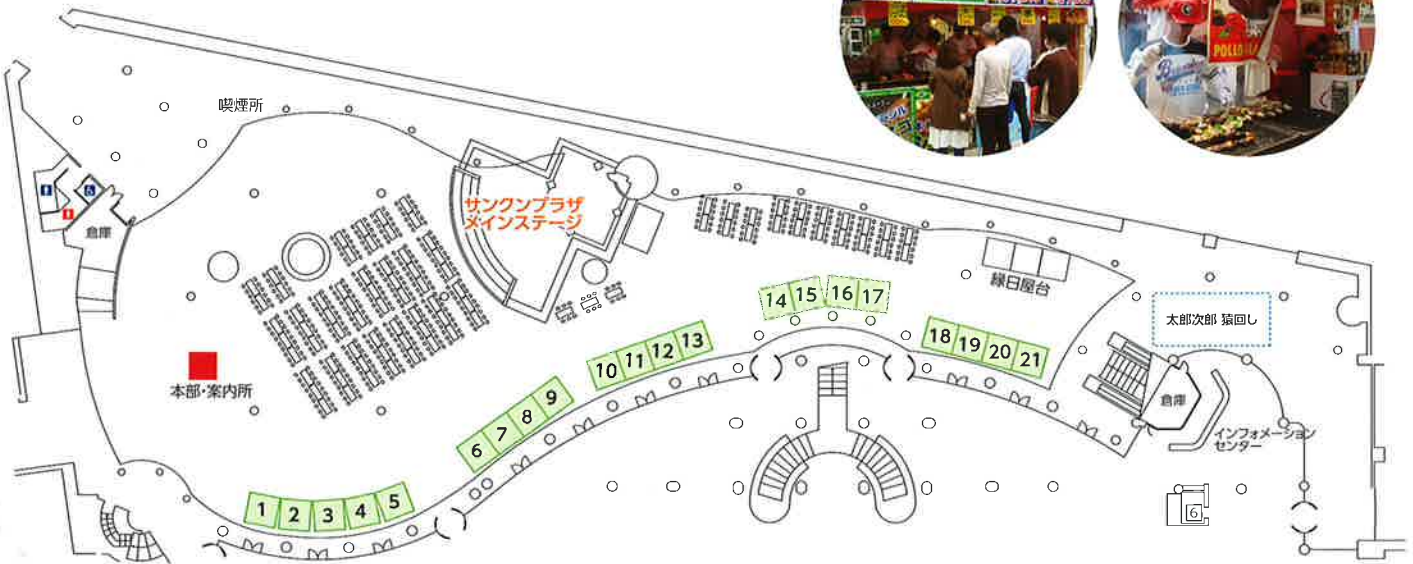 POLLO
喫煙所
サンクンプラザ
メインステージ
倉庫
縁日屋台
太郎次郎 猿回し
本部・案内所
倉庫
インフォメーション
センター
1 2 3 4 5
6 7 8 9
10 11 12 13
14 15 16 17
18 19 20 21
6